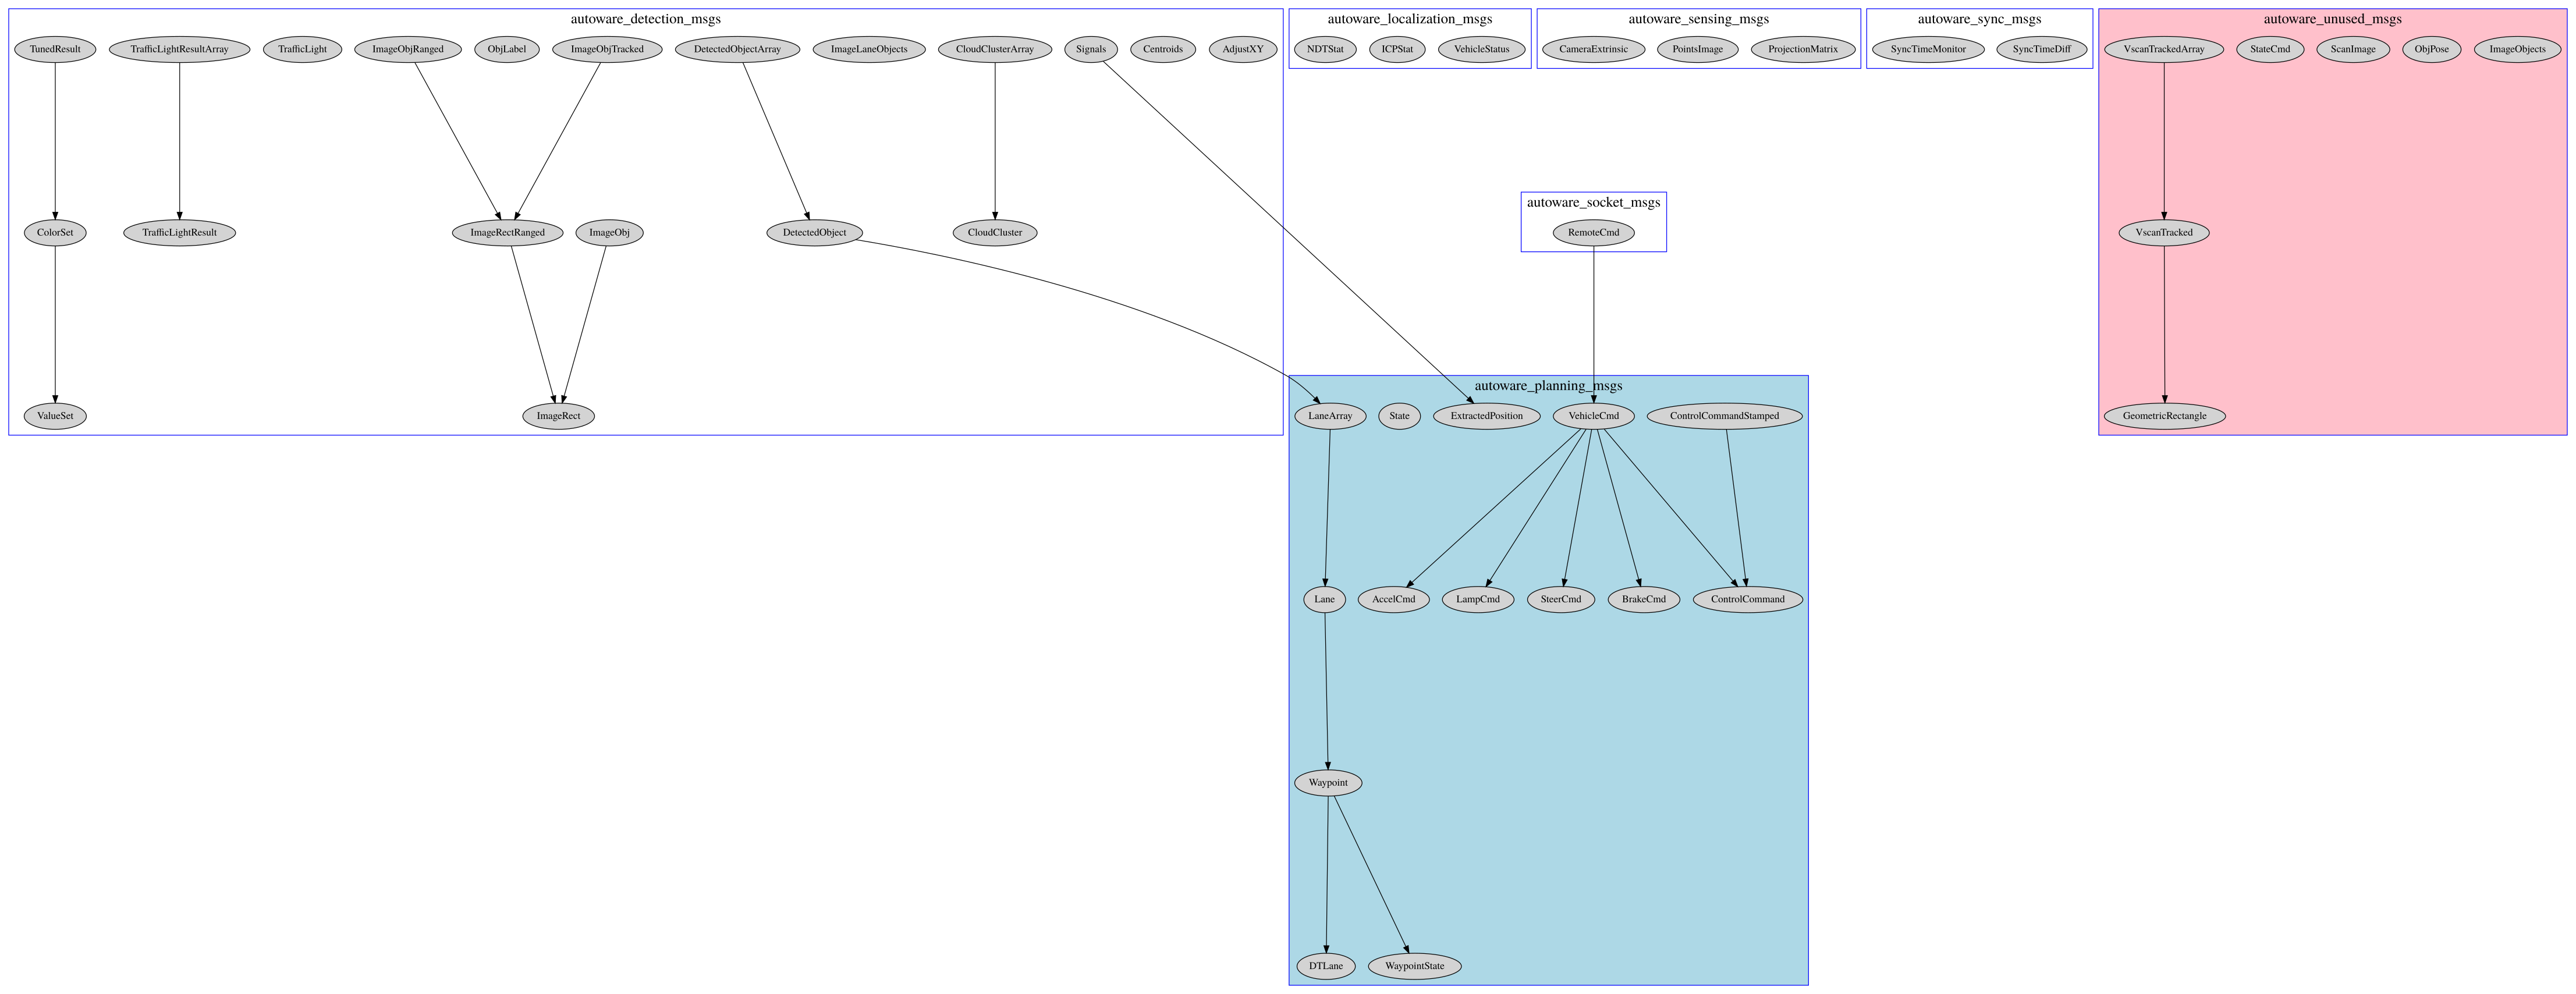 autoware_detection_msgs
autoware_localization_msgs
autoware_sensing_msgs
autoware_sync_msgs
autoware_unused_msgs
TunedResult
TrafficLightResultArray
TrafficLight
ImageObjRanged
ObjLabel
ImageObjTracked
DetectedObjectArray
ImageLaneObjects
CloudClusterArray
Signals
Centroids
AdjustXY
NDTStat
ICPStat
VehicleStatus
CameraExtrinsic
PointsImage
ProjectionMatrix
SyncTimeMonitor
SyncTimeDiff
VscanTrackedArray
StateCmd
ScanImage
ObjPose
ImageObjects
autoware_socket_msgs
ColorSet
TrafficLightResult
ImageRectRanged
ImageObj
DetectedObject
CloudCluster
RemoteCmd
VscanTracked
autoware_planning_msgs
ValueSet
ImageRect
LaneArray
State
ExtractedPosition
VehicleCmd
ControlCommandStamped
GeometricRectangle
Lane
AccelCmd
LampCmd
SteerCmd
BrakeCmd
ControlCommand
Waypoint
DTLane
WaypointState